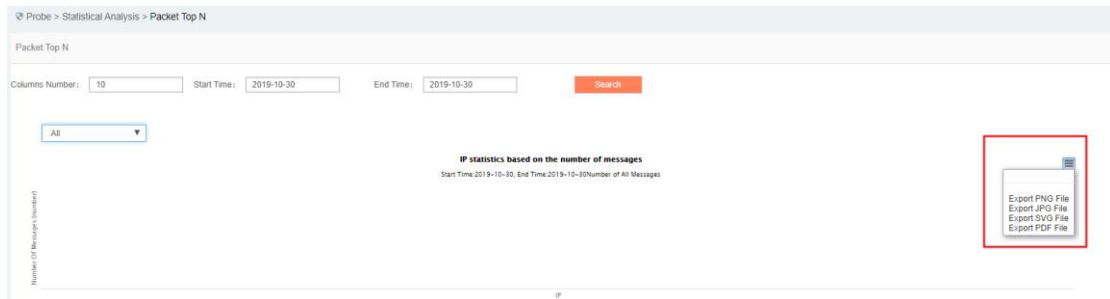 Probe > Statistical Analysis > Packet Top N
Packet Top N
Columns Number: 10 Start Time: 2019-10-30 End Time: 2019-10-30 Search
All
IP statistics based on the number of messages
Start Time:2019-10-30, End Time:2019-10-30Number of All Messages
Export PNG File
Export JPG File
Export SVG File
Export PDF File
Number Of Messages (number)
IP